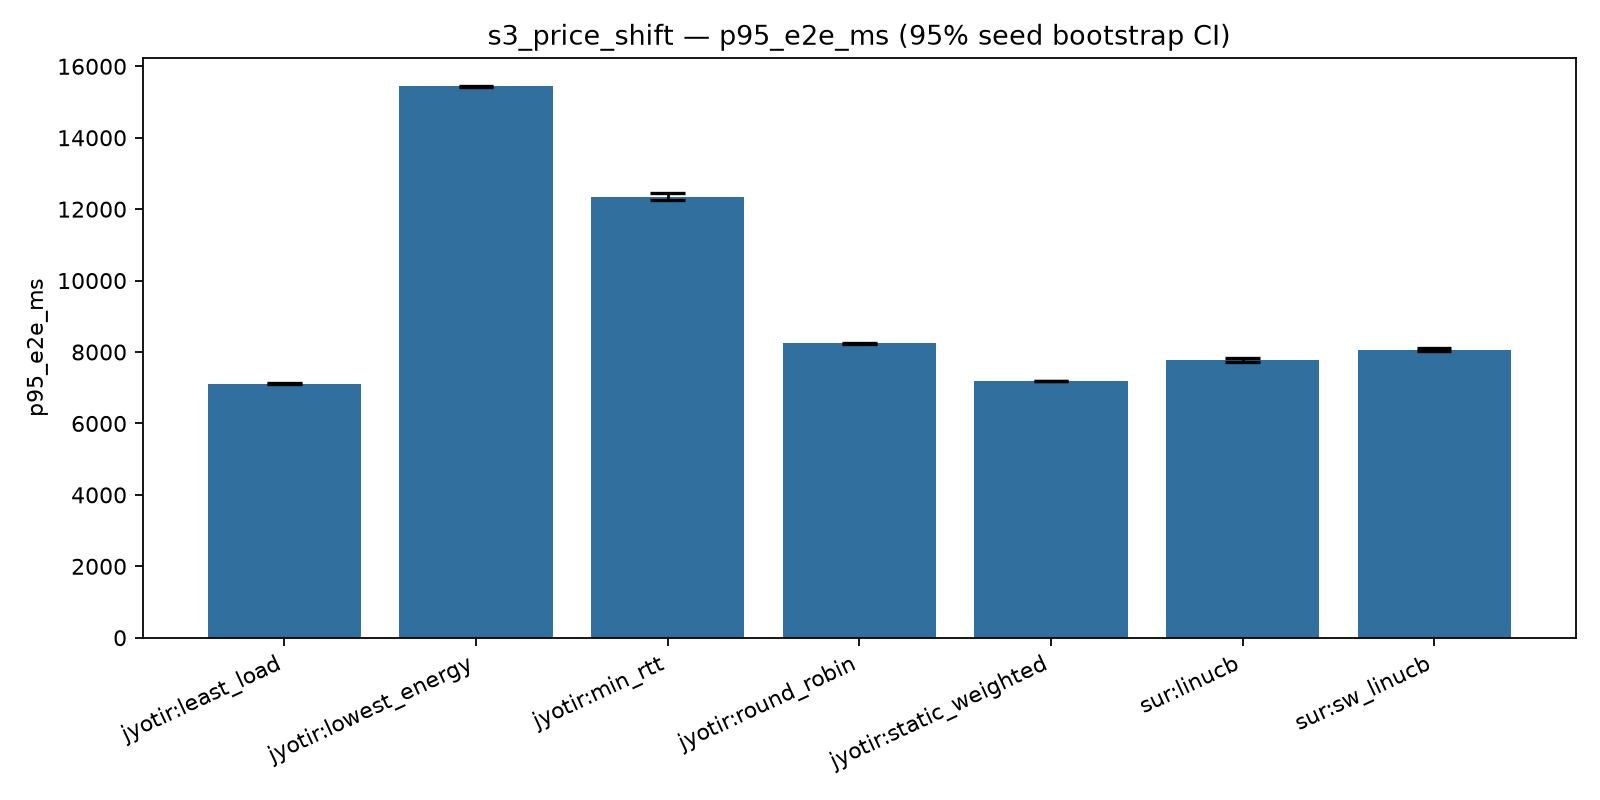 s3_price_shift — p95_e2e_ms (95% seed bootstrap CI)
p95_e2e_ms
16000
14000
12000
10000
8000
6000
4000
2000
0
jyotir:least_load
jyotir:lowest_energy
jyotir:min_rtt
jyotir:round_robin
jyotir:static_weighted
sur:linucb
sur:sw_linucb